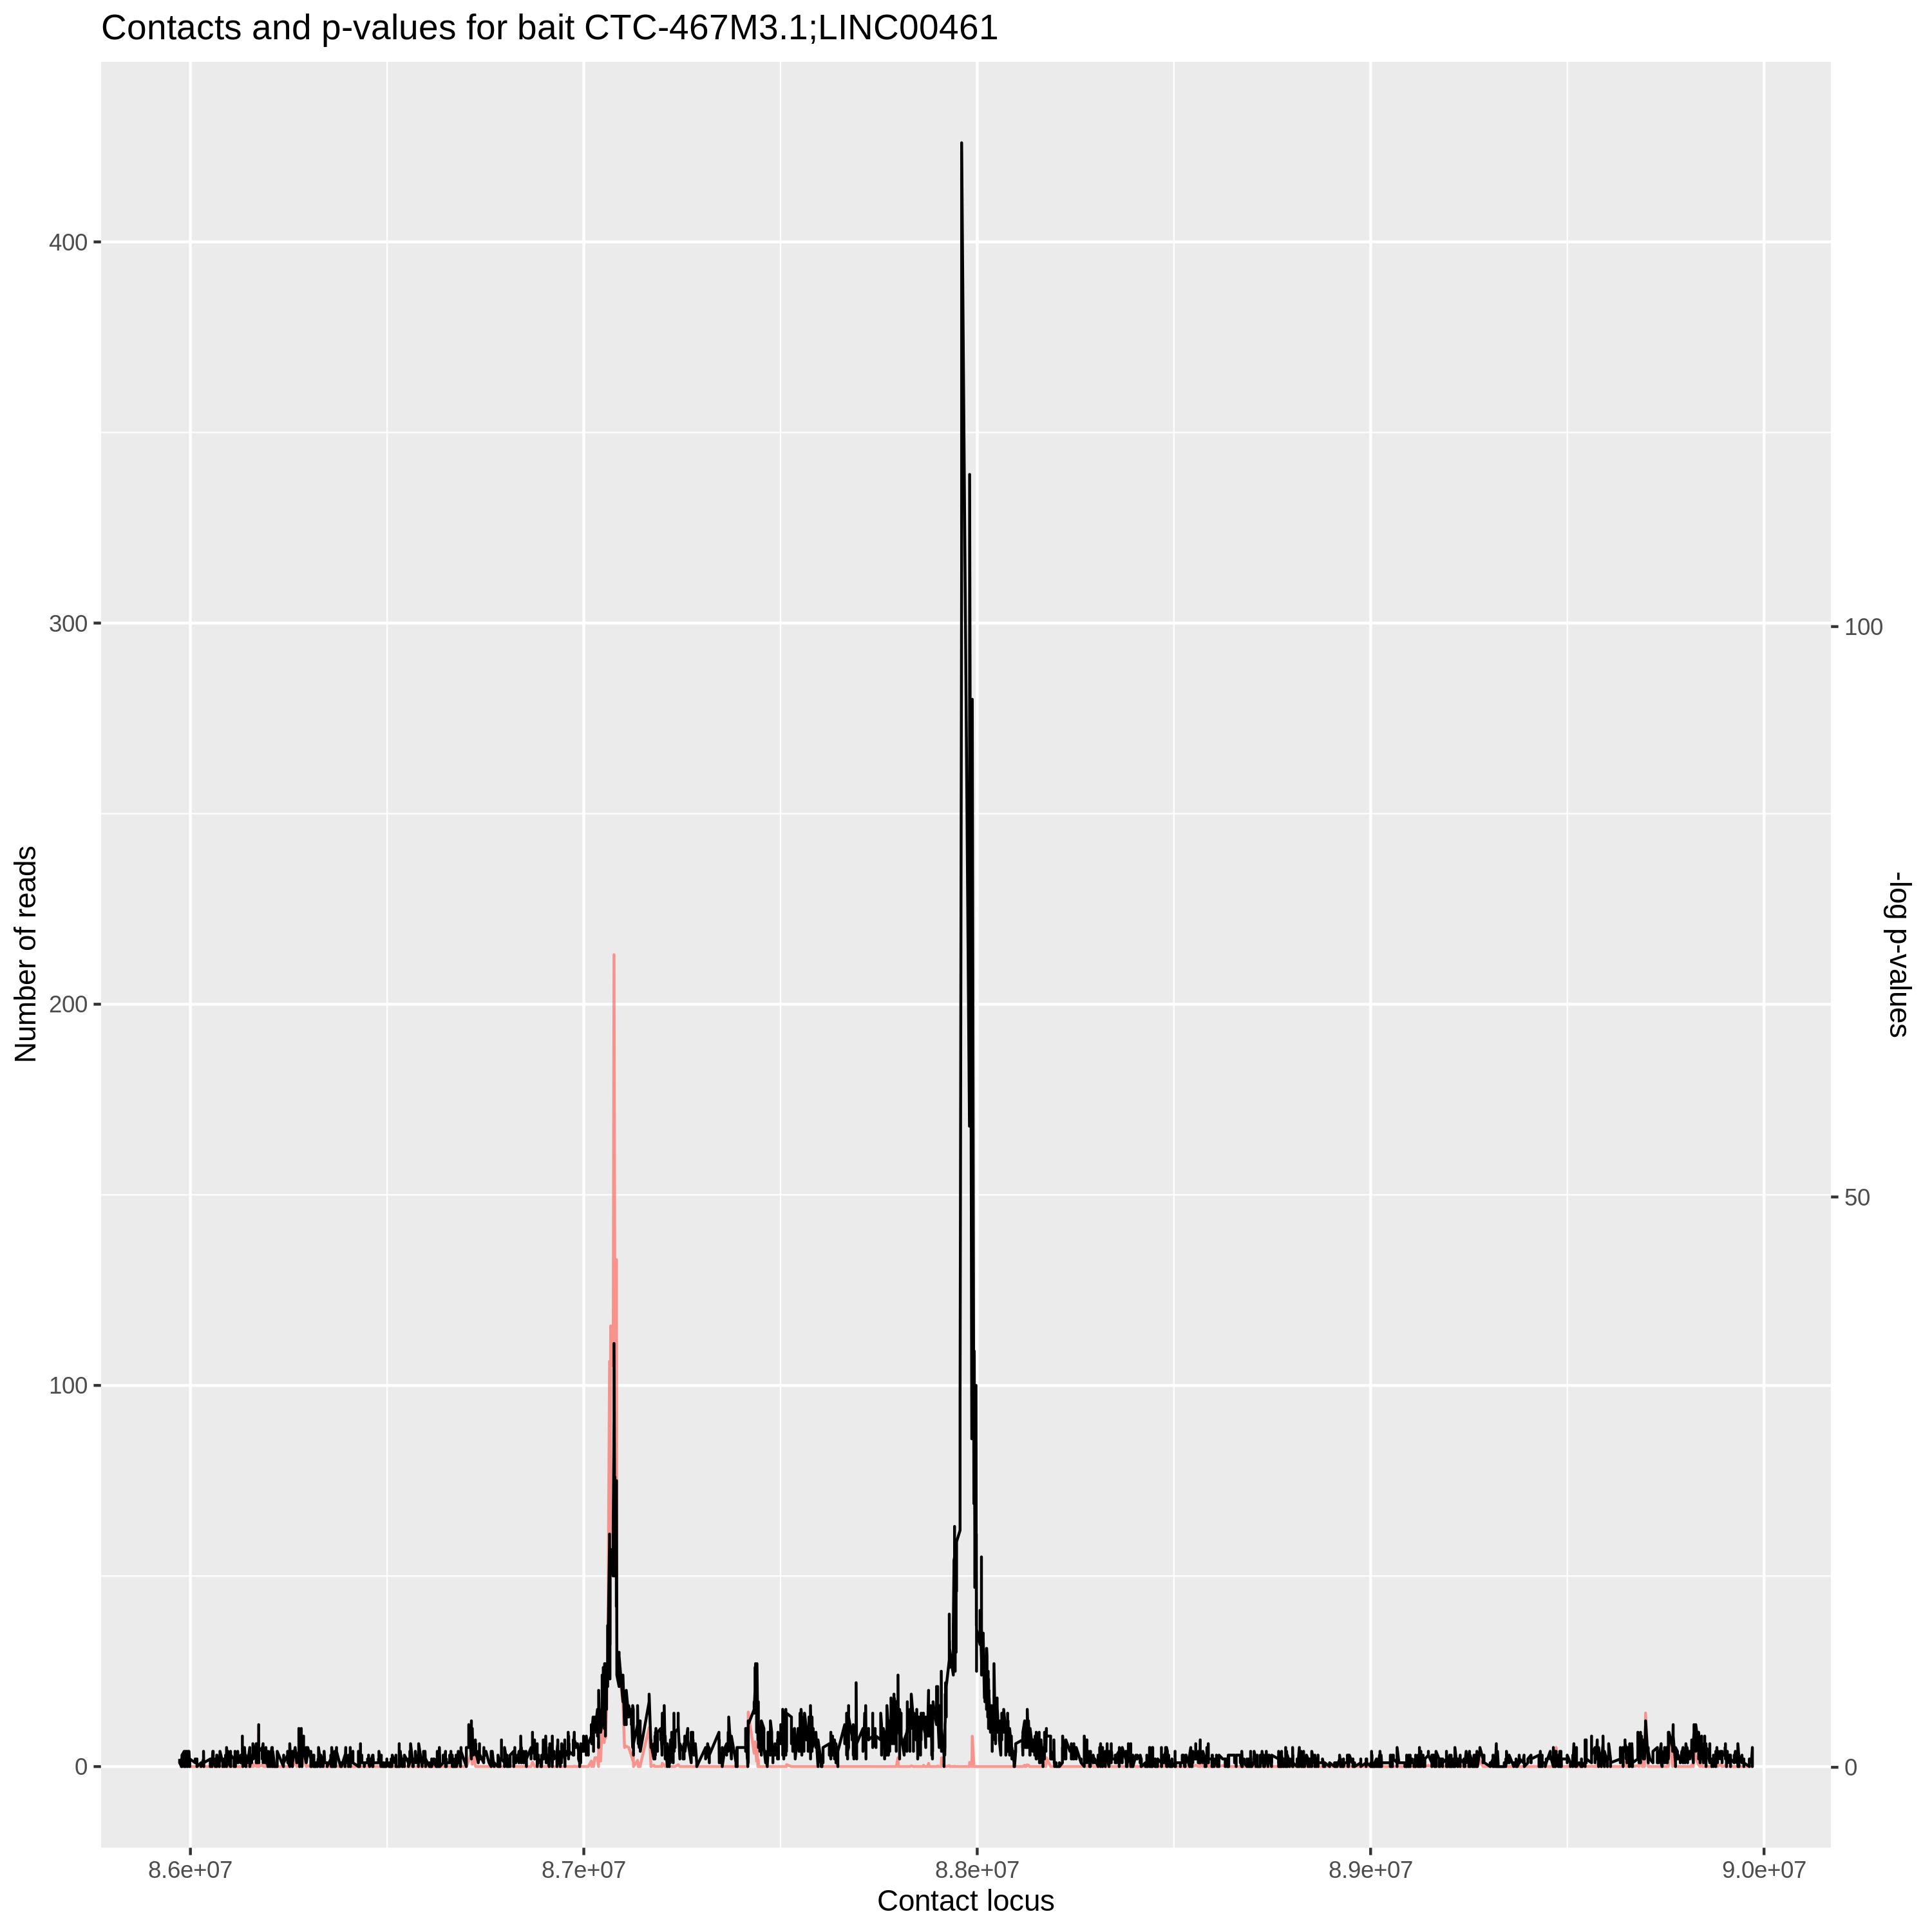 Contacts and p-values for bait CTC-467M3.1;LINC00461
400
300
200
100
0
Number of reads
100
50
0
-log p-values
8.6e+07
8.7e+07
8.8e+07
8.9e+07
9.0e+07
Contact locus